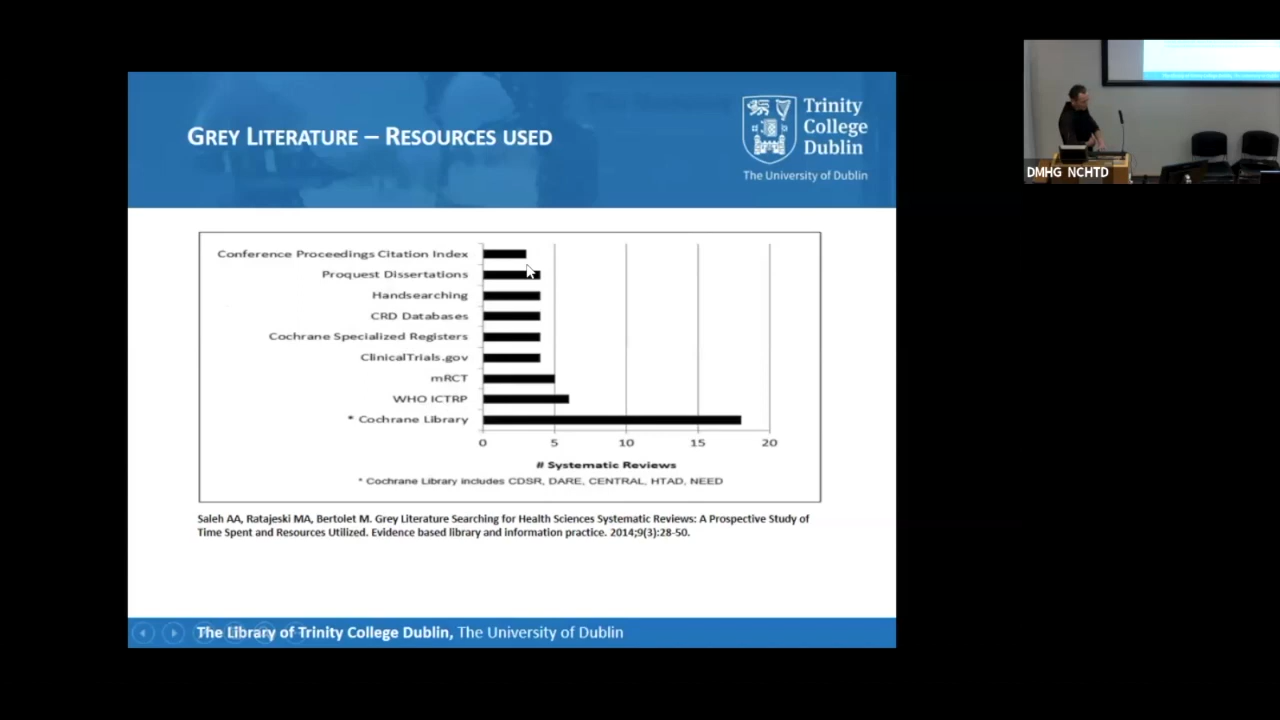 GREY LITERATURE – RESOURCES USED
Trinity
College
Dublin
The University of Dublin
DMHG NCHTD
Conference Proceedings Citation Index
Proquest Dissertations
Handsearching
CRD Databases
Cochrane Specialized Registers
ClinicalTrials.gov
mRCT
WHO ICTRP
* Cochrane Library
0 5 10 15 20
# Systematic Reviews
* Cochrane Library includes CDSR, DARE, CENTRAL, HTAD, NEED
Saleh AA, Ratajeski MA, Bertolet M. Grey Literature Searching for Health Sciences Systematic Reviews: A Prospective Study of
Time Spent and Resources Utilized. Evidence based library and information practice. 2014;9(3):28-50.
The Library of Trinity College Dublin, The University of Dublin